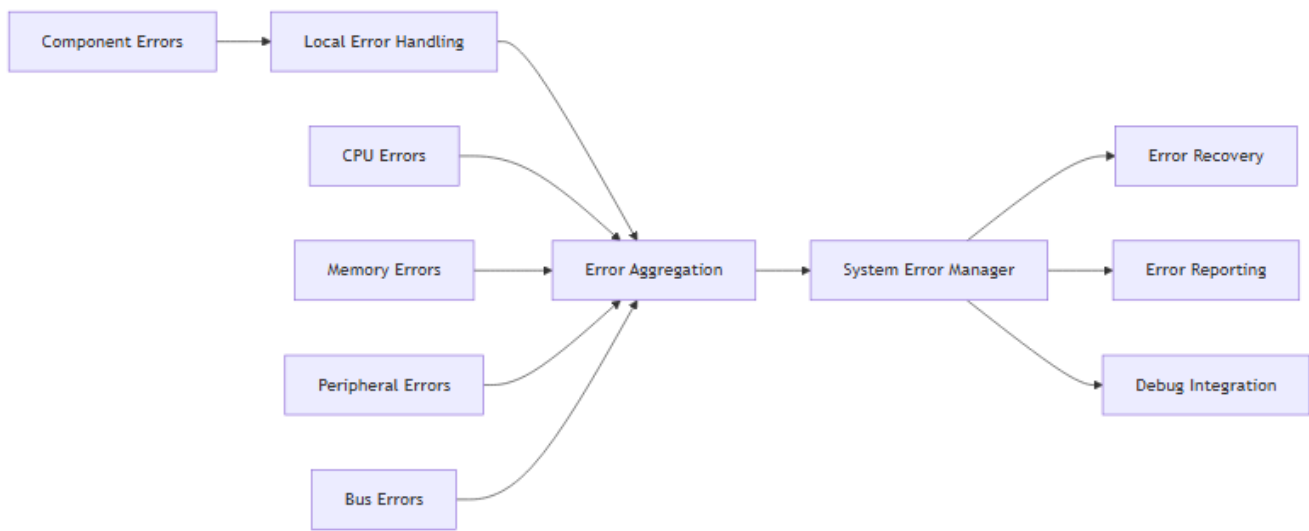 Component Errors
Local Error Handling
CPU Errors
Error Recovery
Memory Errors
Error Aggregation
System Error Manager
Error Reporting
Peripheral Errors
Debug Integration
Bus Errors